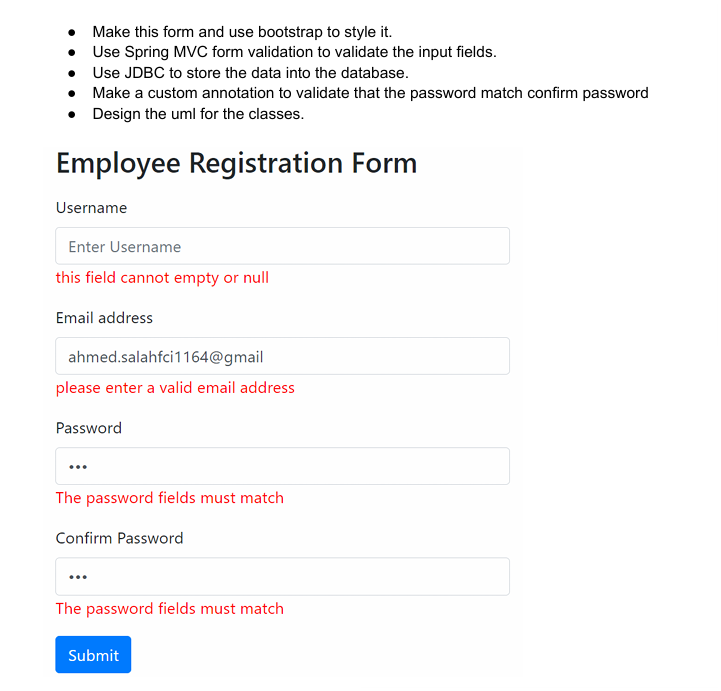 ● Make this form and use bootstrap to style it.
● Use Spring MVC form validation to validate the input fields.
● Use JDBC to store the data into the database.
● Make a custom annotation to validate that the password match confirm password
● Design the uml for the classes.
Employee Registration Form
Username
Enter Username
this field cannot empty or null
Email address
ahmed.salahfci1164@gmail
please enter a valid email address
Password
•••
The password fields must match
Confirm Password
•••
The password fields must match
Submit